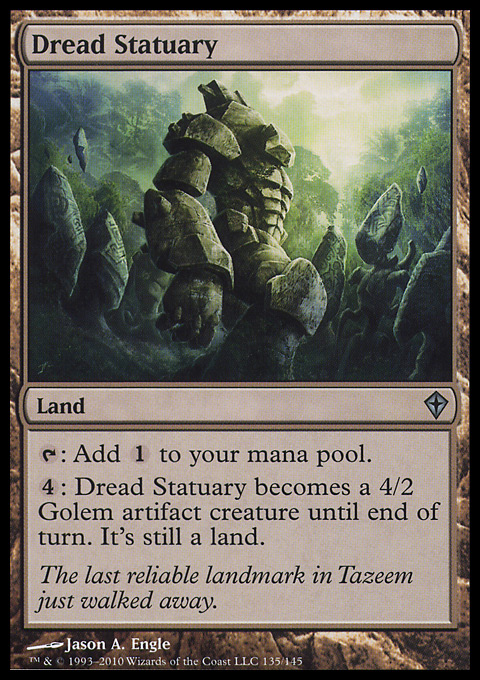 Dread Statuary
Land
: Add 1 to your mana pool.
4: Dread Statuary becomes a 4/2
Golem artifact creature until end of
turn. It's still a land.
The last reliable landmark in Tazeem
just walked away.
Jason A. Engle
™ & © 1993–2010 Wizards of the Coast LLC 135/145